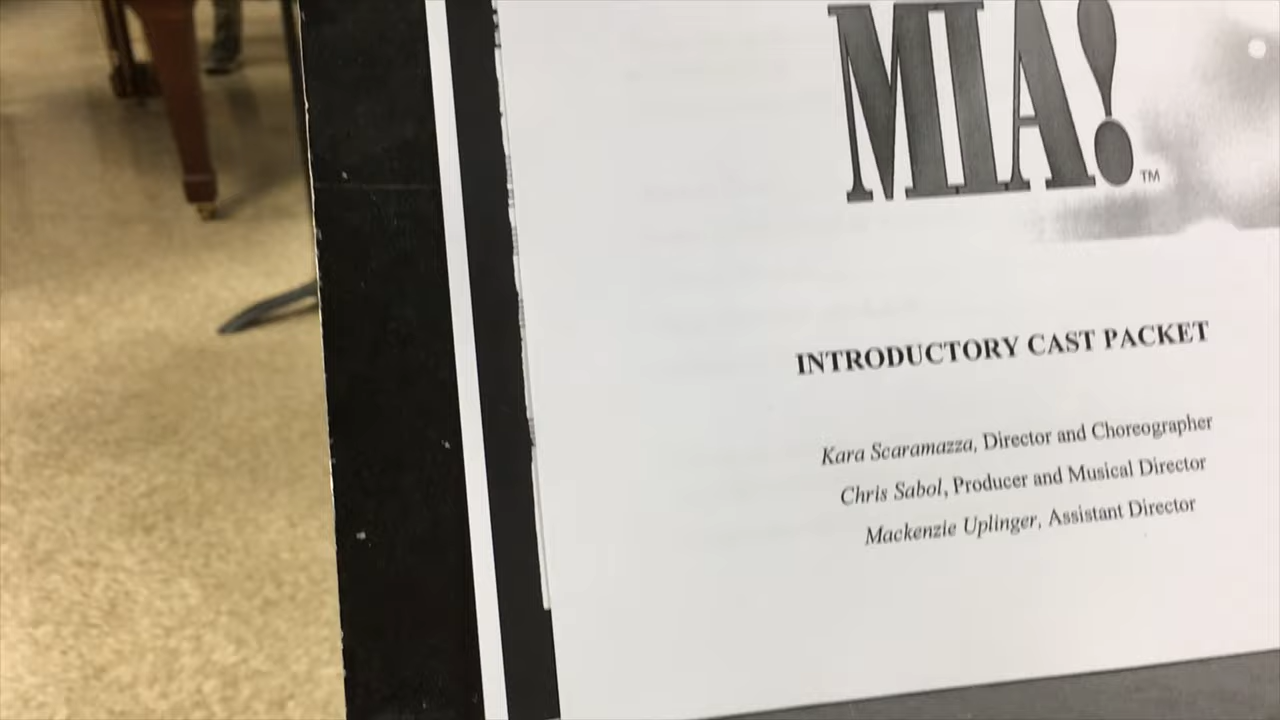 MIA!™
INTRODUCTORY CAST PACKET
Kara Scaramazza, Director and Choreographer
Chris Sabol, Producer and Musical Director
Mackenzie Uplinger, Assistant Director